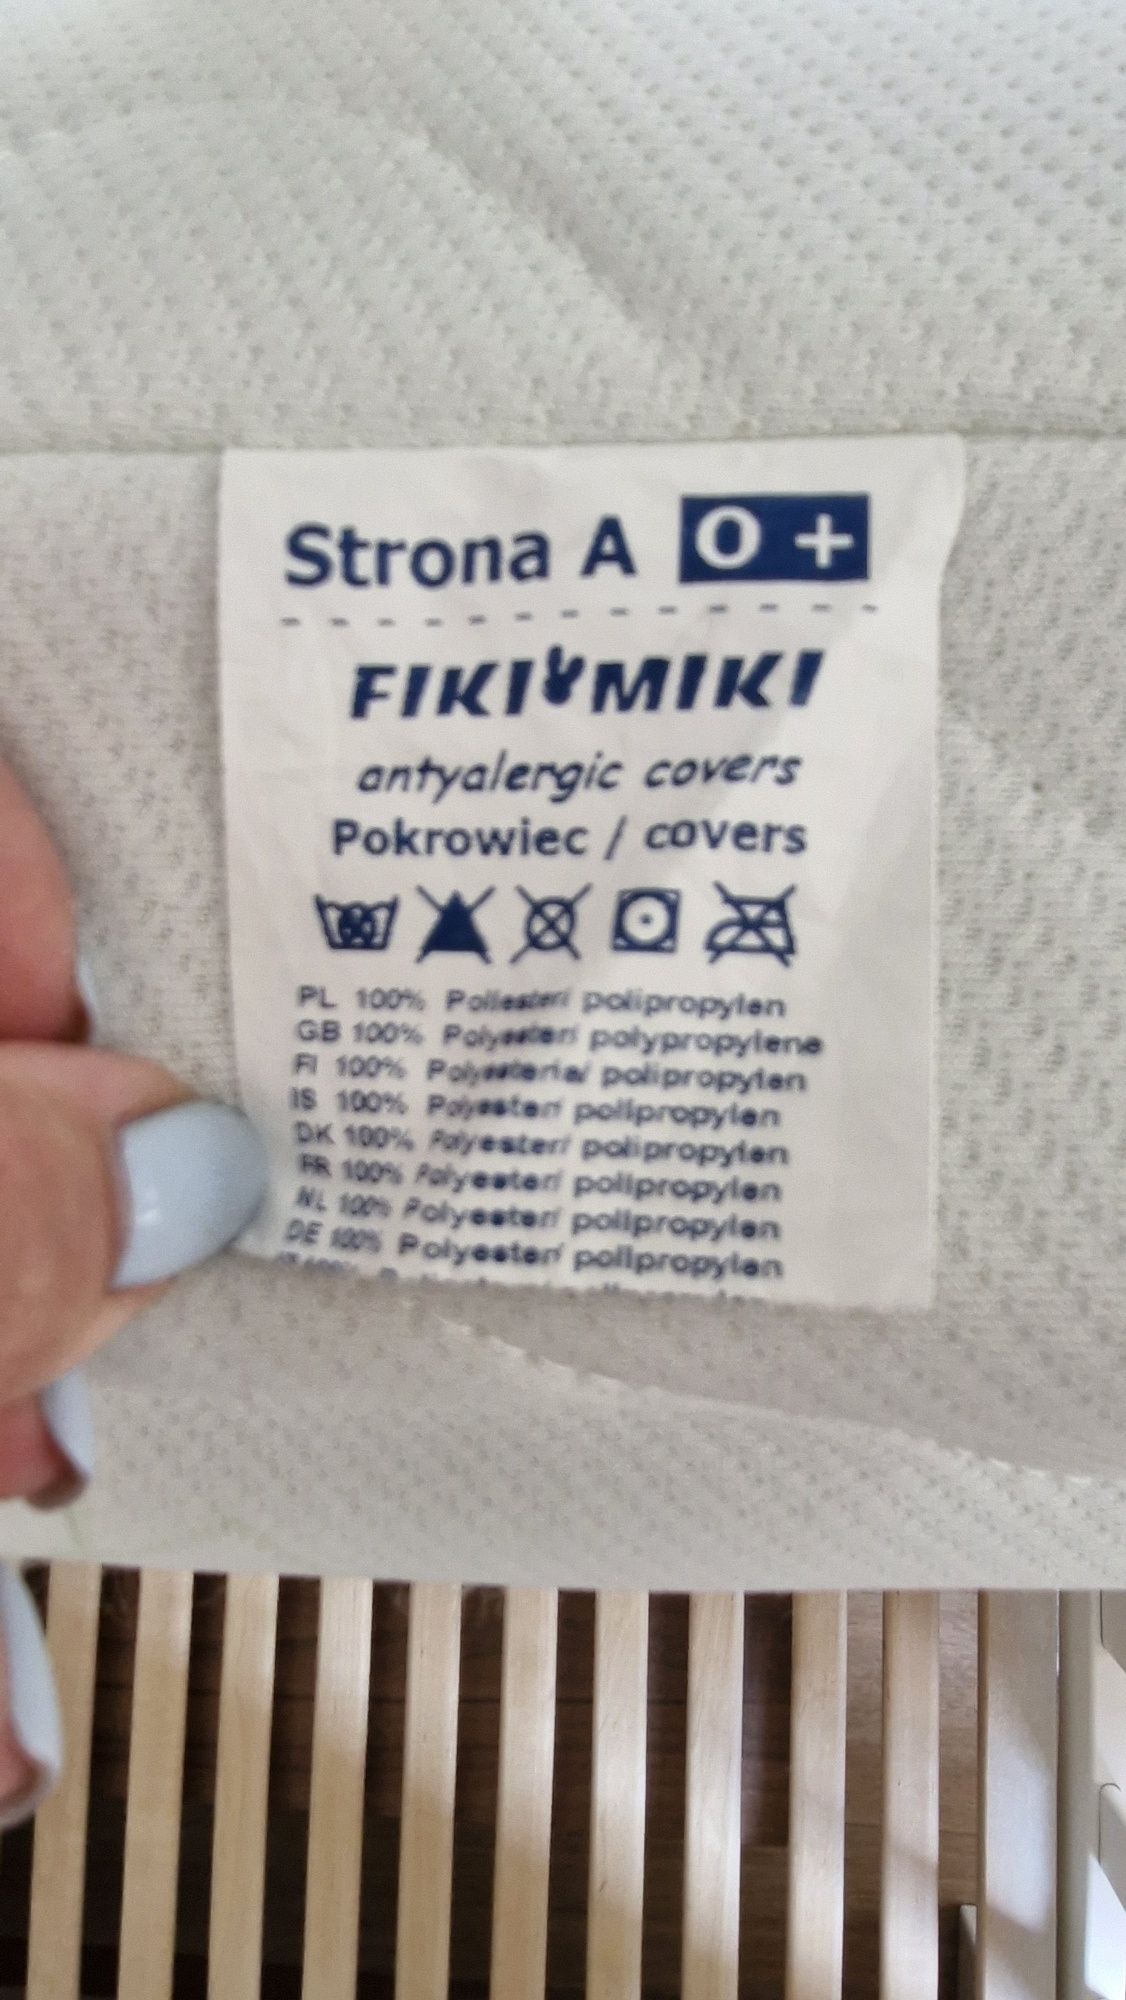 Strona A 0 +
FIKI MIKI
antyalergic covers
Pokrowiec / covers
PL 100% Poliester/ polipropylen
GB 100% Polyester/ polypropylene
FI 100% Polyesteria/ polipropylen
IS 100% Polyester/ polipropylen
DK 100% Polyester/ polipropylen
FR 100% Polyester/ polipropylen
NL 100% Polyester/ polipropylen
DE 100% Polyester/ polipropylen